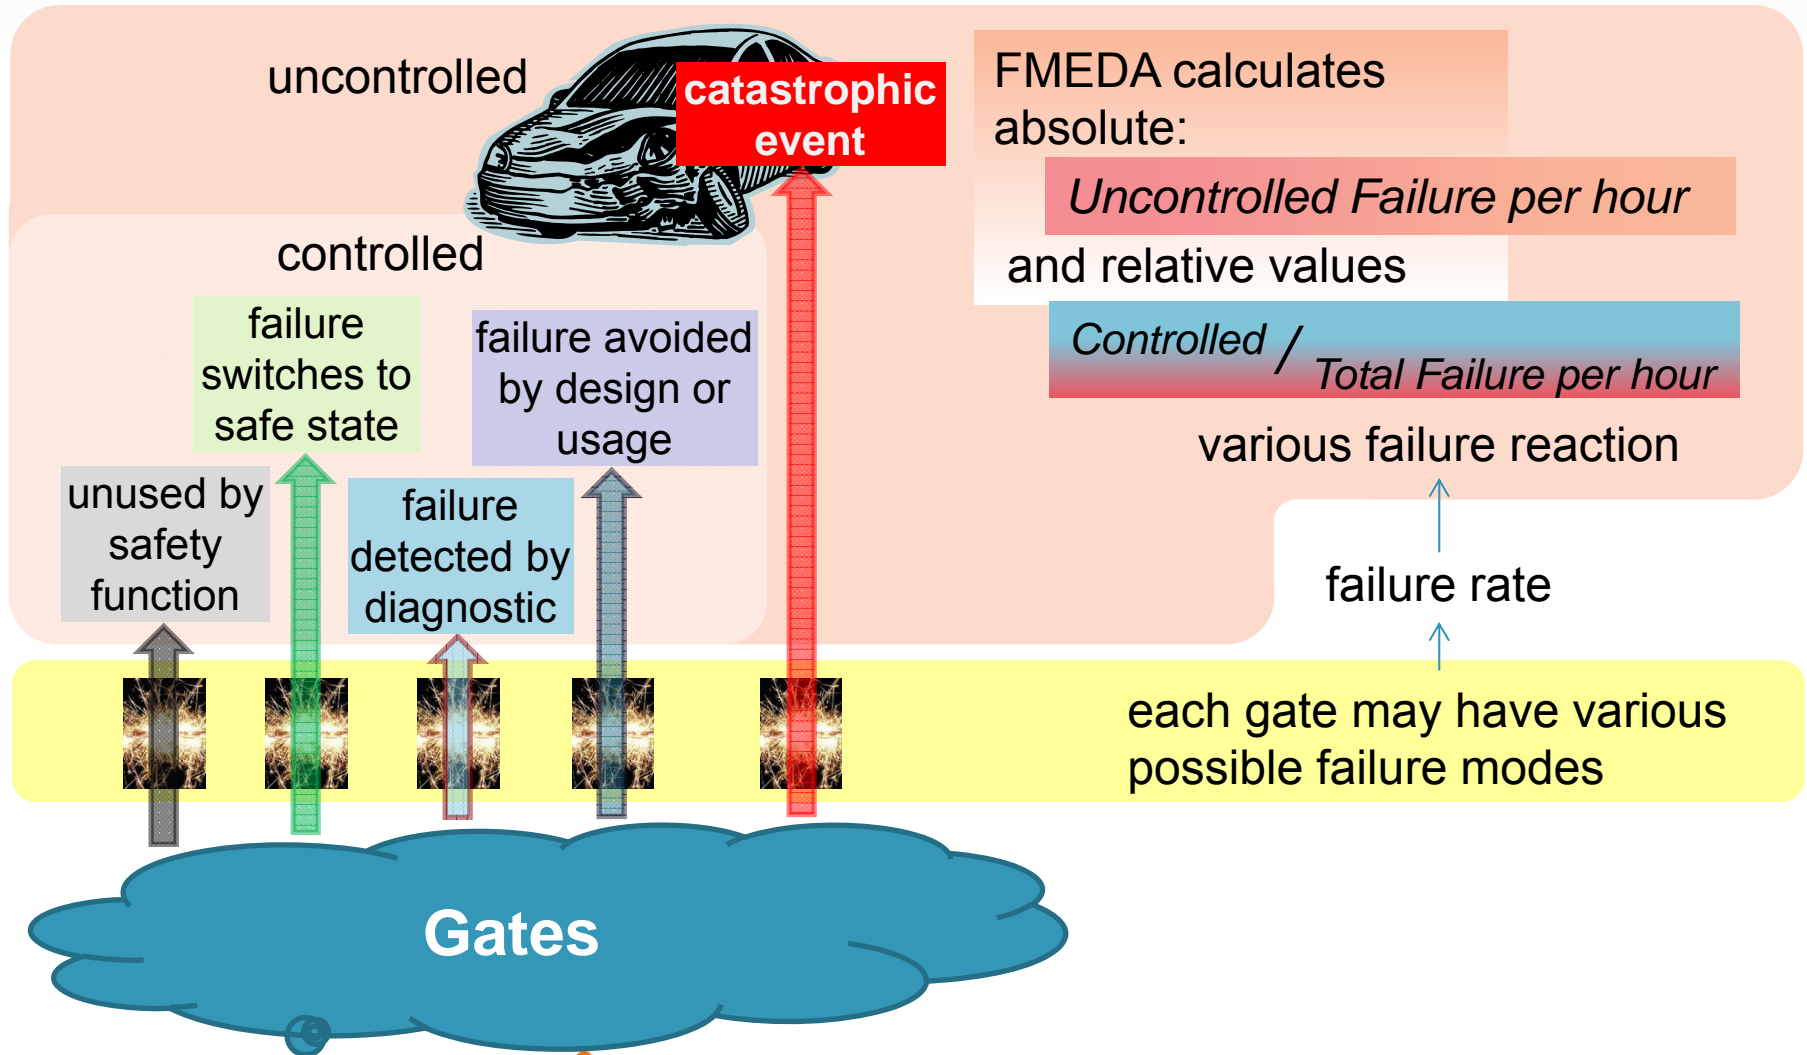 uncontrolled
catastrophic
event
FMEDA calculates
absolute:
Uncontrolled Failure per hour
and relative values
Controlled / Total Failure per hour
various failure reaction
failure rate
each gate may have various
possible failure modes
controlled
failure
switches to
safe state
failure avoided
by design or
usage
unused by
safety
function
failure
detected by
diagnostic
Gates